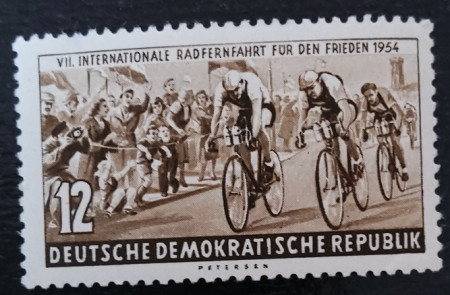 VII. INTERNATIONALE RADFERNFAHRT FÜR DEN FRIEDEN 1954
12
DEUTSCHE DEMOKRATISCHE REPUBLIK
PETERSEN